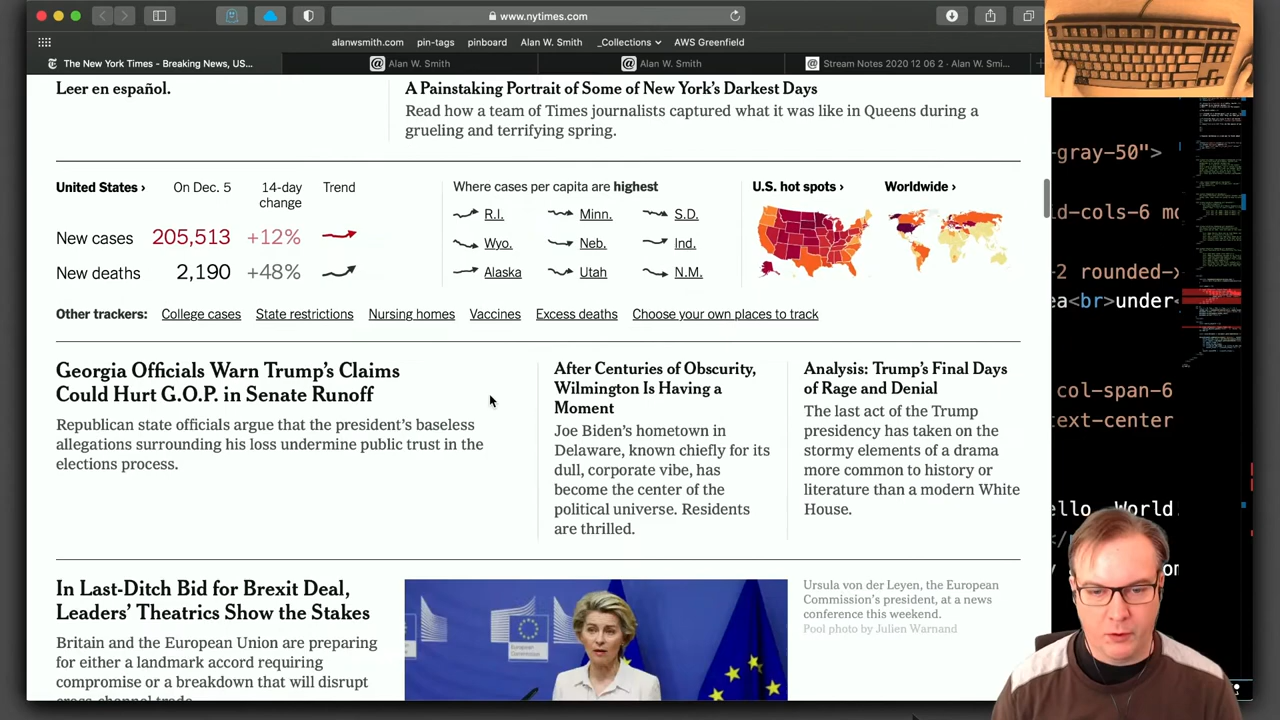 www.nytimes.com
alanwsmith.com pin-tags pinboard Alan W. Smith _Collections AWS Greenfield
The New York Times - Breaking News, US... Alan W. Smith Alan W. Smith Stream Notes 2020 12 06 2 - Alan W. Smi...
Leer en español.
A Painstaking Portrait of Some of New York's Darkest Days
Read how a team of Times journalists captured what it was like in Queens during a
grueling and terrifying spring.
United States › On Dec. 5 14-day change Trend
New cases 205,513 +12%
New deaths 2,190 +48%
Where cases per capita are highest
R.I. Minn. S.D.
Wyo. Neb. Ind.
Alaska Utah N.M.
U.S. hot spots › Worldwide ›
Other trackers: College cases State restrictions Nursing homes Vaccines Excess deaths Choose your own places to track
Georgia Officials Warn Trump's Claims
Could Hurt G.O.P. in Senate Runoff
Republican state officials argue that the president's baseless
allegations surrounding his loss undermine public trust in the
elections process.
After Centuries of Obscurity,
Wilmington Is Having a
Moment
Joe Biden's hometown in
Delaware, known chiefly for its
dull, corporate vibe, has
become the center of the
political universe. Residents
are thrilled.
Analysis: Trump's Final Days
of Rage and Denial
The last act of the Trump
presidency has taken on the
stormy elements of a drama
more common to history or
literature than a modern White
House.
In Last-Ditch Bid for Brexit Deal,
Leaders' Theatrics Show the Stakes
Britain and the European Union are preparing
for either a landmark accord requiring
compromise or a breakdown that will disrupt
cross-channel trade.
Ursula von der Leyen, the European
Commission's president, at a news
conference this weekend.
Pool photo by Julien Warnand
-gray-50">
d-cols-6
2 rounded-x
ea<br>under<
col-span-6
ext-center
ello, World